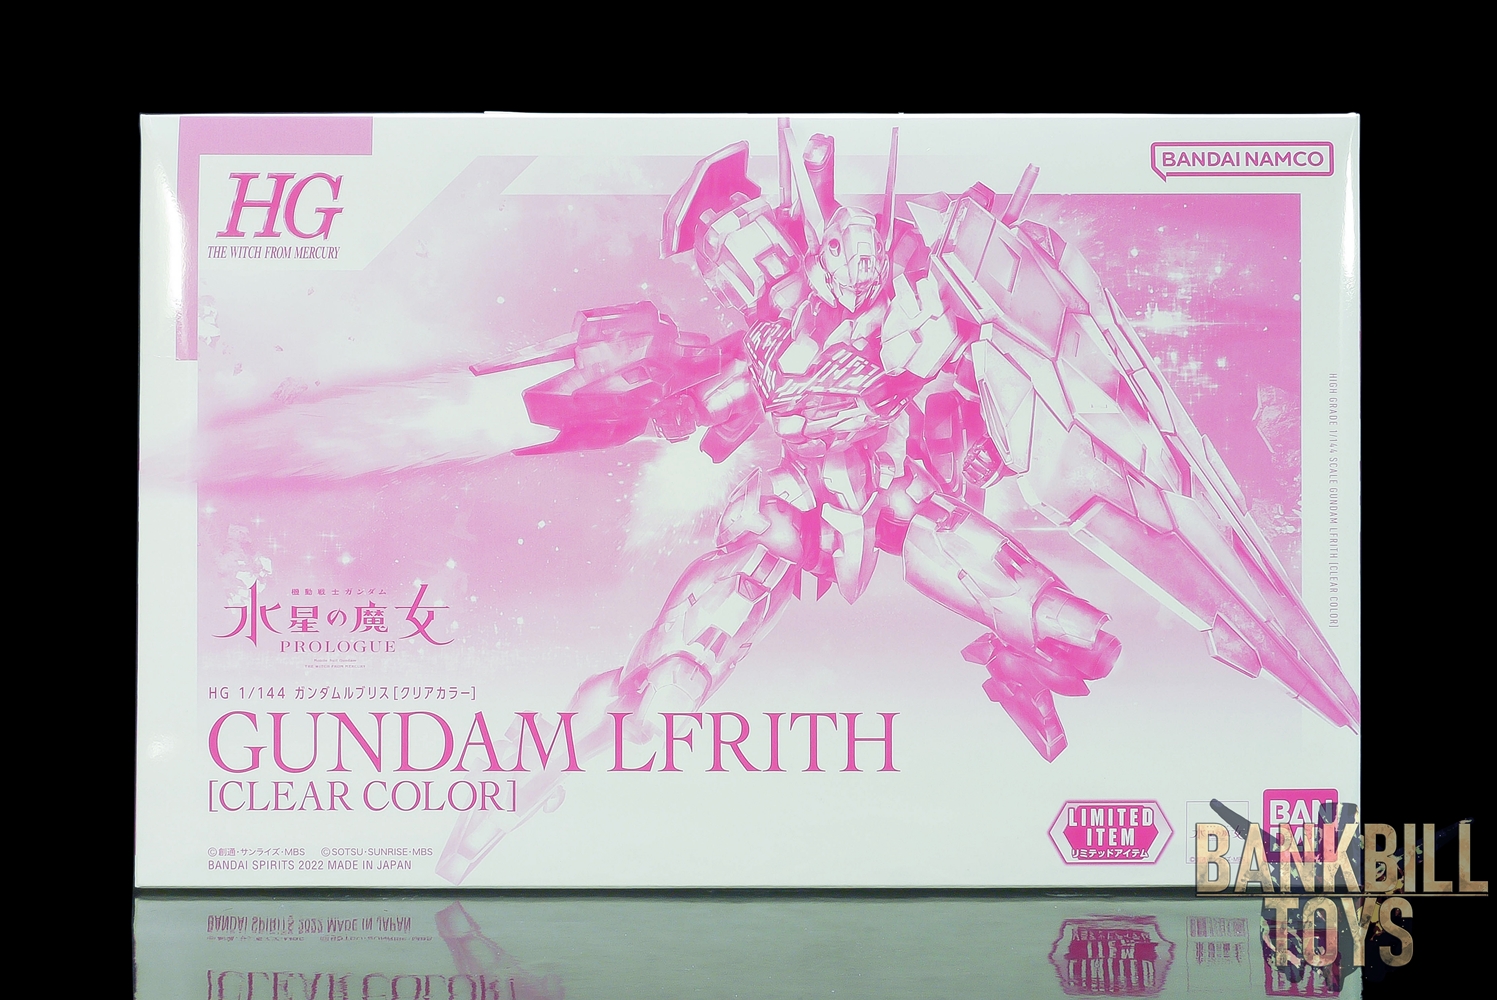 HG
THE WITCH FROM MERCURY
BANDAI NAMCO
HIGH GRADE 1/144 SCALE GUNDAM LFRITH [CLEAR COLOR]
機動戦士ガンダム
水星の魔女
PROLOGUE
HG 1/144 ガンダムルブリス[クリアカラー]
GUNDAM LFRITH
[CLEAR COLOR]
LIMITED
ITEM
リミテッドアイテム
©創通・サンライズ・MBS ©SOTSU・SUNRISE・MBS
BANDAI SPIRITS 2022 MADE IN JAPAN
BAN
BANKBILL
TOYS